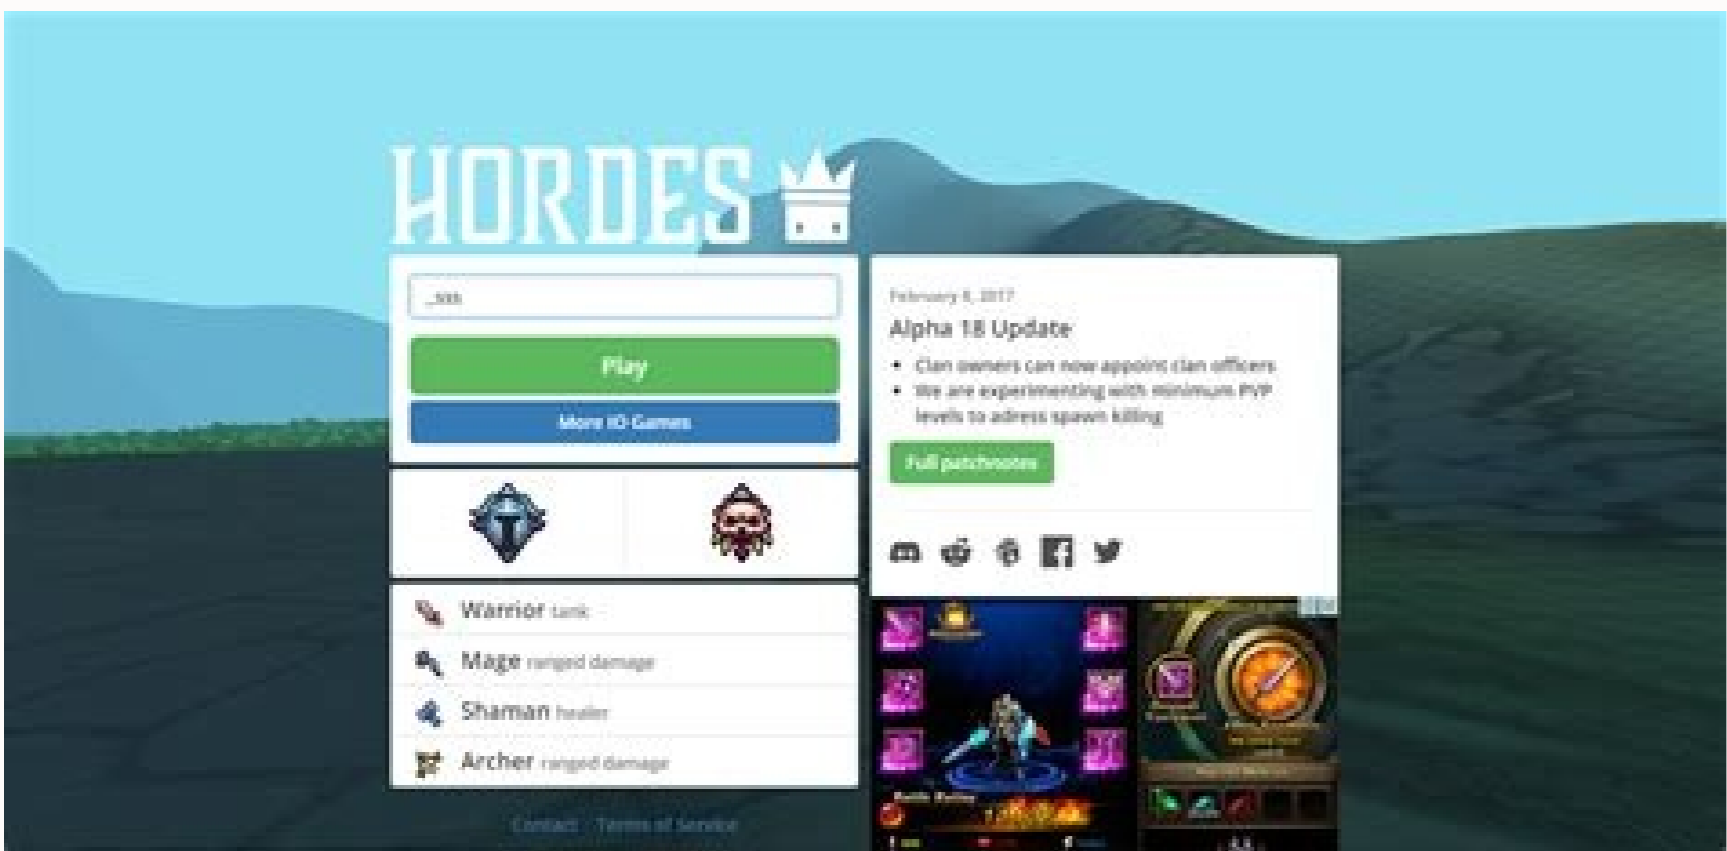 HORDES
Play
More IO Games
Warrior tank
Mage ranged damage
Shaman healer
Archer ranged damage
Contact Terms of Service
February 2017
Alpha 18 Update
Clan owners can now appoint clan officers
We are experimenting with minimum PVP
levels to adress spawn killing
Full patchnotes